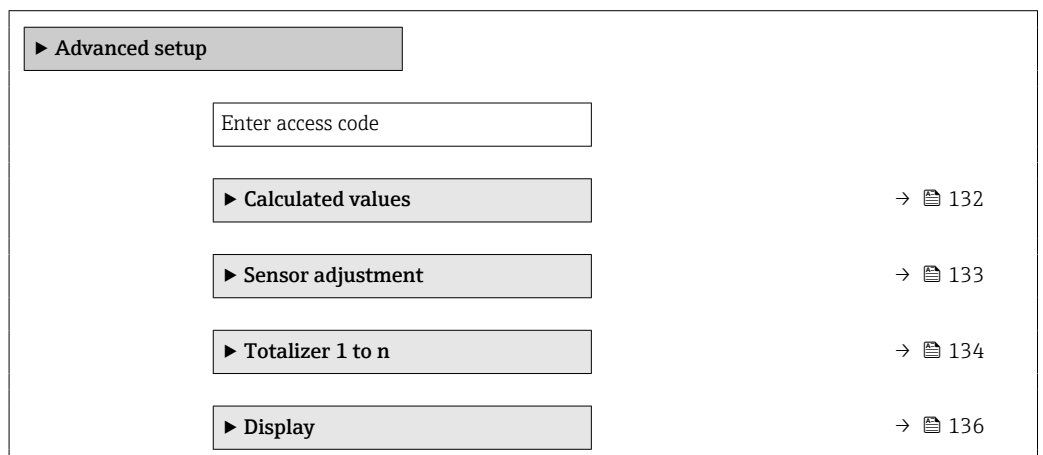 ▶ Advanced setup
Enter access code
▶ Calculated values → 132
▶ Sensor adjustment → 133
▶ Totalizer 1 to n → 134
▶ Display → 136